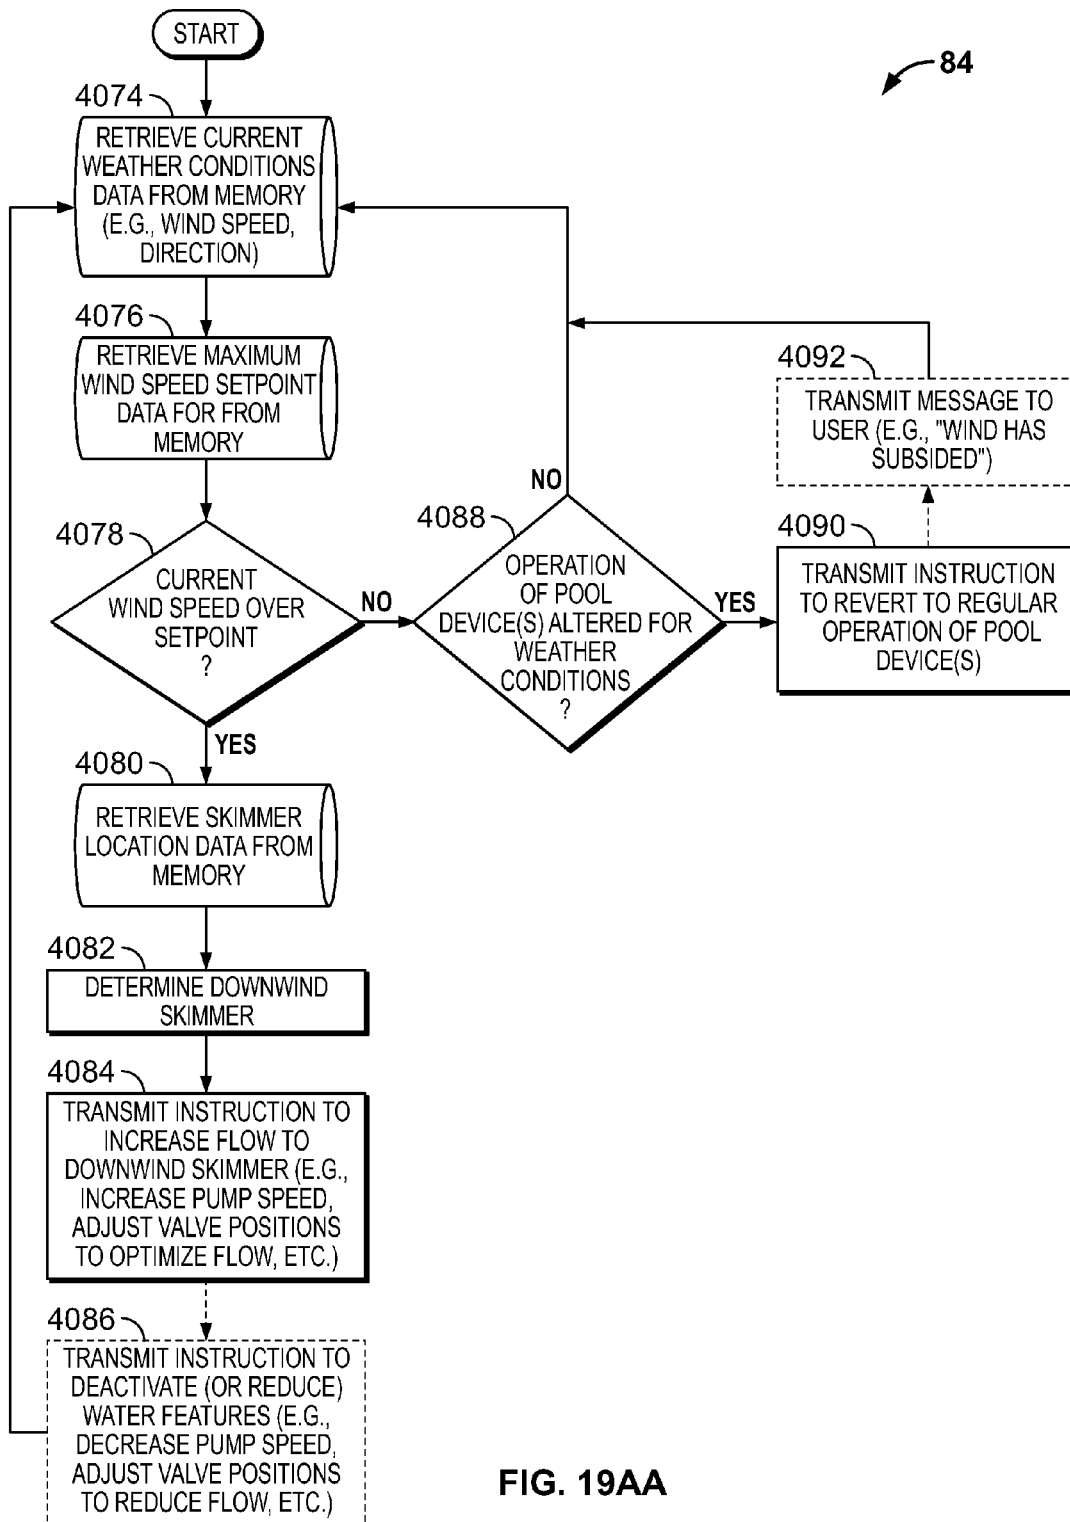 START
84
4074
RETRIEVE CURRENT
WEATHER CONDITIONS
DATA FROM MEMORY
(E.G., WIND SPEED,
DIRECTION)
4076
RETRIEVE MAXIMUM
WIND SPEED SETPOINT
DATA FOR FROM
MEMORY
4078
CURRENT
WIND SPEED OVER
SETPOINT
?
NO
YES
4088
OPERATION
OF POOL
DEVICE(S) ALTERED FOR
WEATHER
CONDITIONS
?
NO
YES
4092
TRANSMIT MESSAGE TO
USER (E.G., "WIND HAS
SUBSIDED")
4090
TRANSMIT INSTRUCTION
TO REVERT TO REGULAR
OPERATION OF POOL
DEVICE(S)
4080
RETRIEVE SKIMMER
LOCATION DATA FROM
MEMORY
4082
DETERMINE DOWNWIND
SKIMMER
4084
TRANSMIT INSTRUCTION TO
INCREASE FLOW TO
DOWNWIND SKIMMER (E.G.,
INCREASE PUMP SPEED,
ADJUST VALVE POSITIONS
TO OPTIMIZE FLOW, ETC.)
4086
TRANSMIT INSTRUCTION TO
DEACTIVATE (OR REDUCE)
WATER FEATURES (E.G.,
DECREASE PUMP SPEED,
ADJUST VALVE POSITIONS
TO REDUCE FLOW, ETC.)
FIG. 19AA